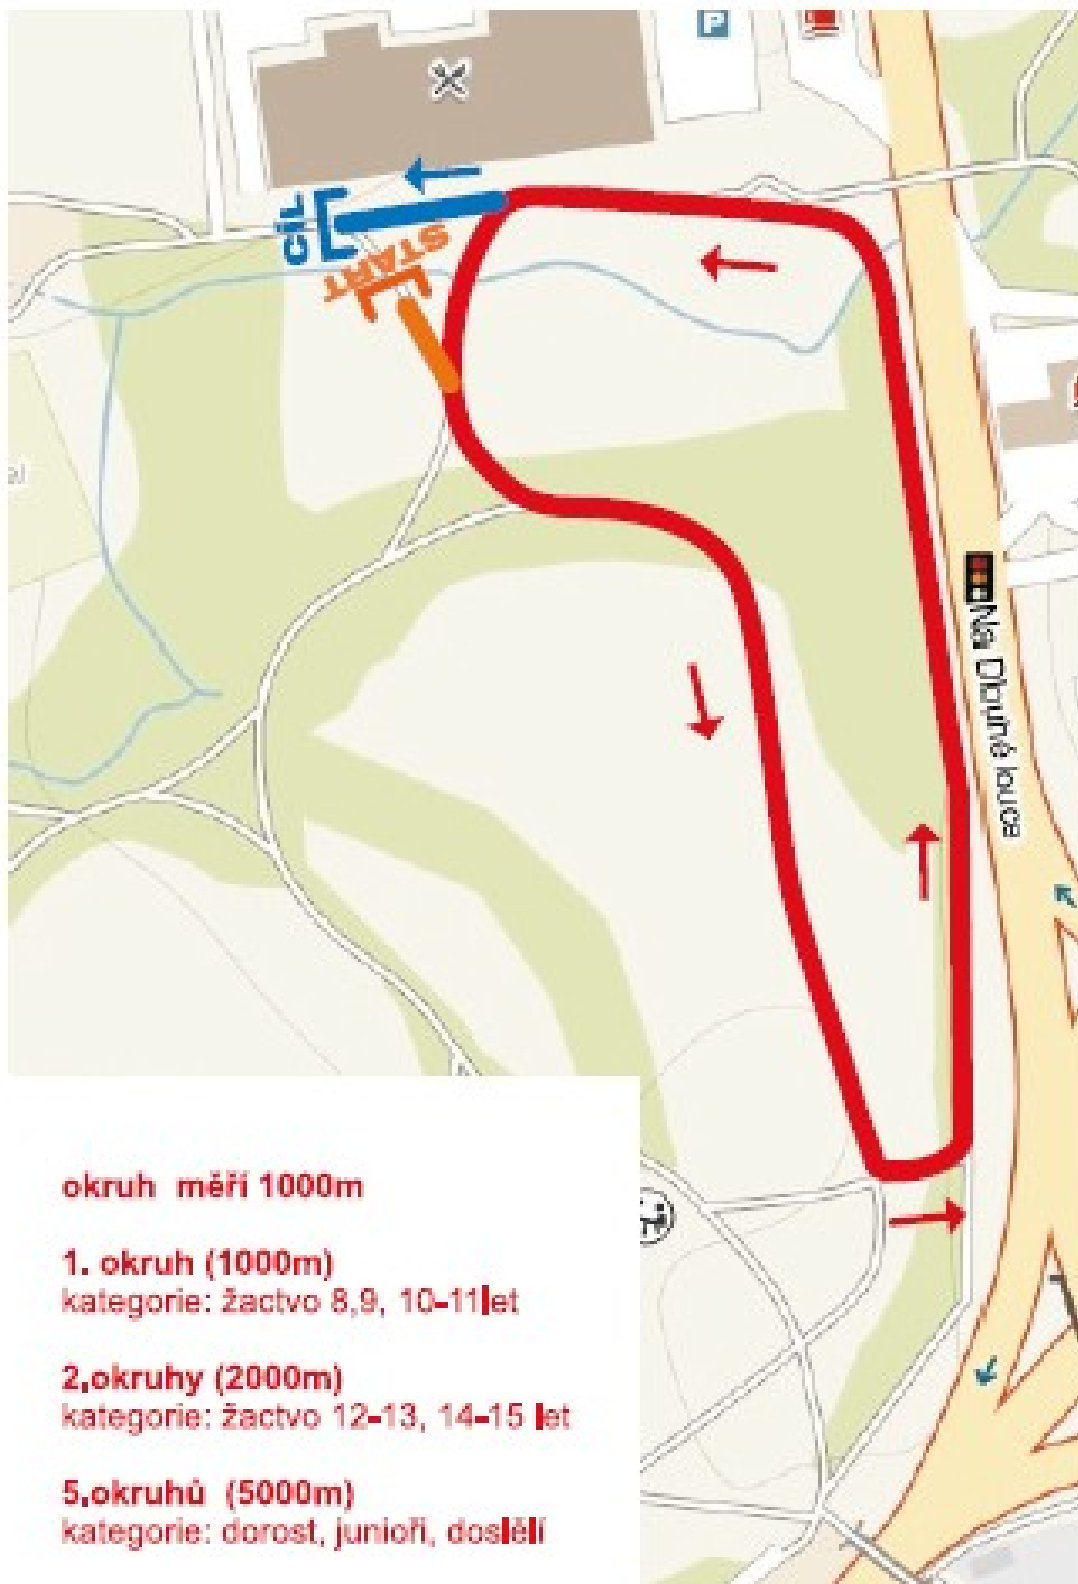 P
CÍL
START
Na Dlouhé louce
okruh měří 1000m
1. okruh (1000m)
kategorie: žactvo 8,9, 10-11let
2,okruhy (2000m)
kategorie: žactvo 12-13, 14-15 let
5,okruhů (5000m)
kategorie: dorost, junioři, doslělí